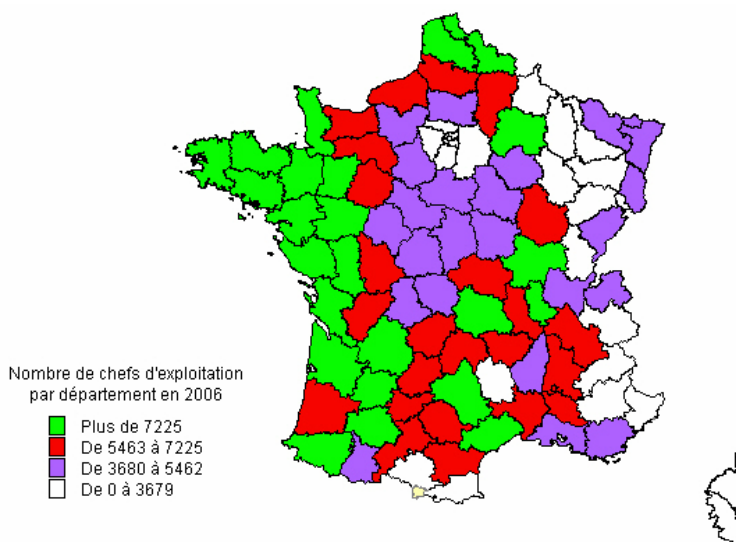 Nombre de chefs d'exploitation
par département en 2006
Plus de 7225
De 5463 à 7225
De 3680 à 5462
De 0 à 3679